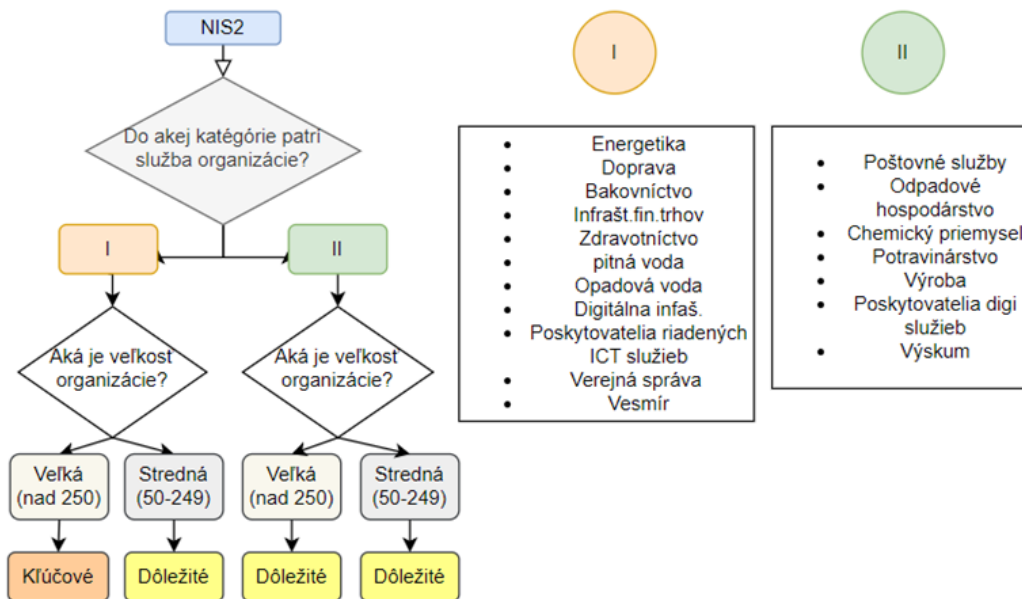 NIS2
Do akej katégórie patrí
služba organizácie?
I
II
Aká je veľkost
organizácie?
Aká je veľkost
organizácie?
Veľká
(nad 250)
Stredná
(50-249)
Veľká
(nad 250)
Stredná
(50-249)
Kľúčové
Dôležité
Dôležité
Dôležité
I
• Energetika
• Doprava
• Bakovníctvo
• Infrašt.fin.trhov
• Zdravotníctvo
• pitná voda
• Opadová voda
• Digitálna infaš.
• Poskytovatelia riadených
ICT služieb
• Verejná správa
• Vesmír
II
• Poštovné služby
• Odpadové
hospodárstvo
• Chemický priemysel
• Potravinárstvo
• Výroba
• Poskytovatelia digi
služieb
• Výskum